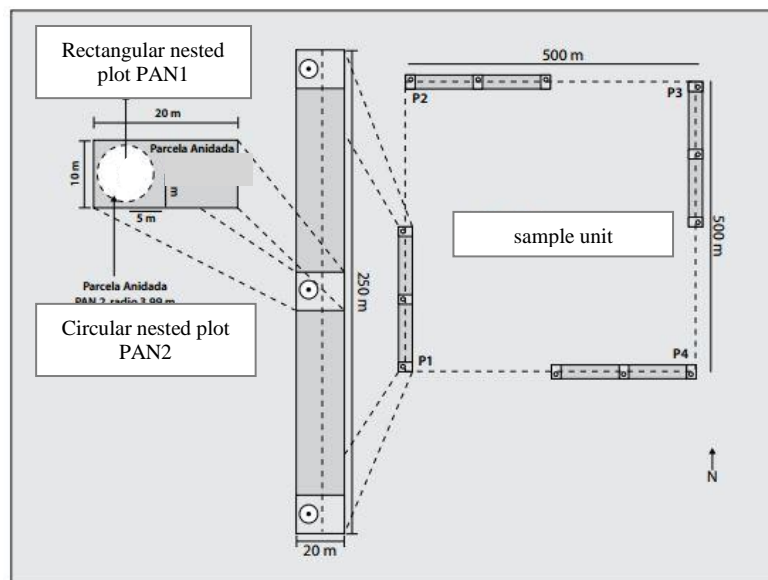 Rectangular nested
plot PAN1
20 m
Parcela Anidada
10 m
5 m
Parcela Anidada
PAN 2, radio 3.99 m
Circular nested plot
PAN2
250 m
20 m
500 m
P2
P3
sample unit
500 m
P1
P4
N